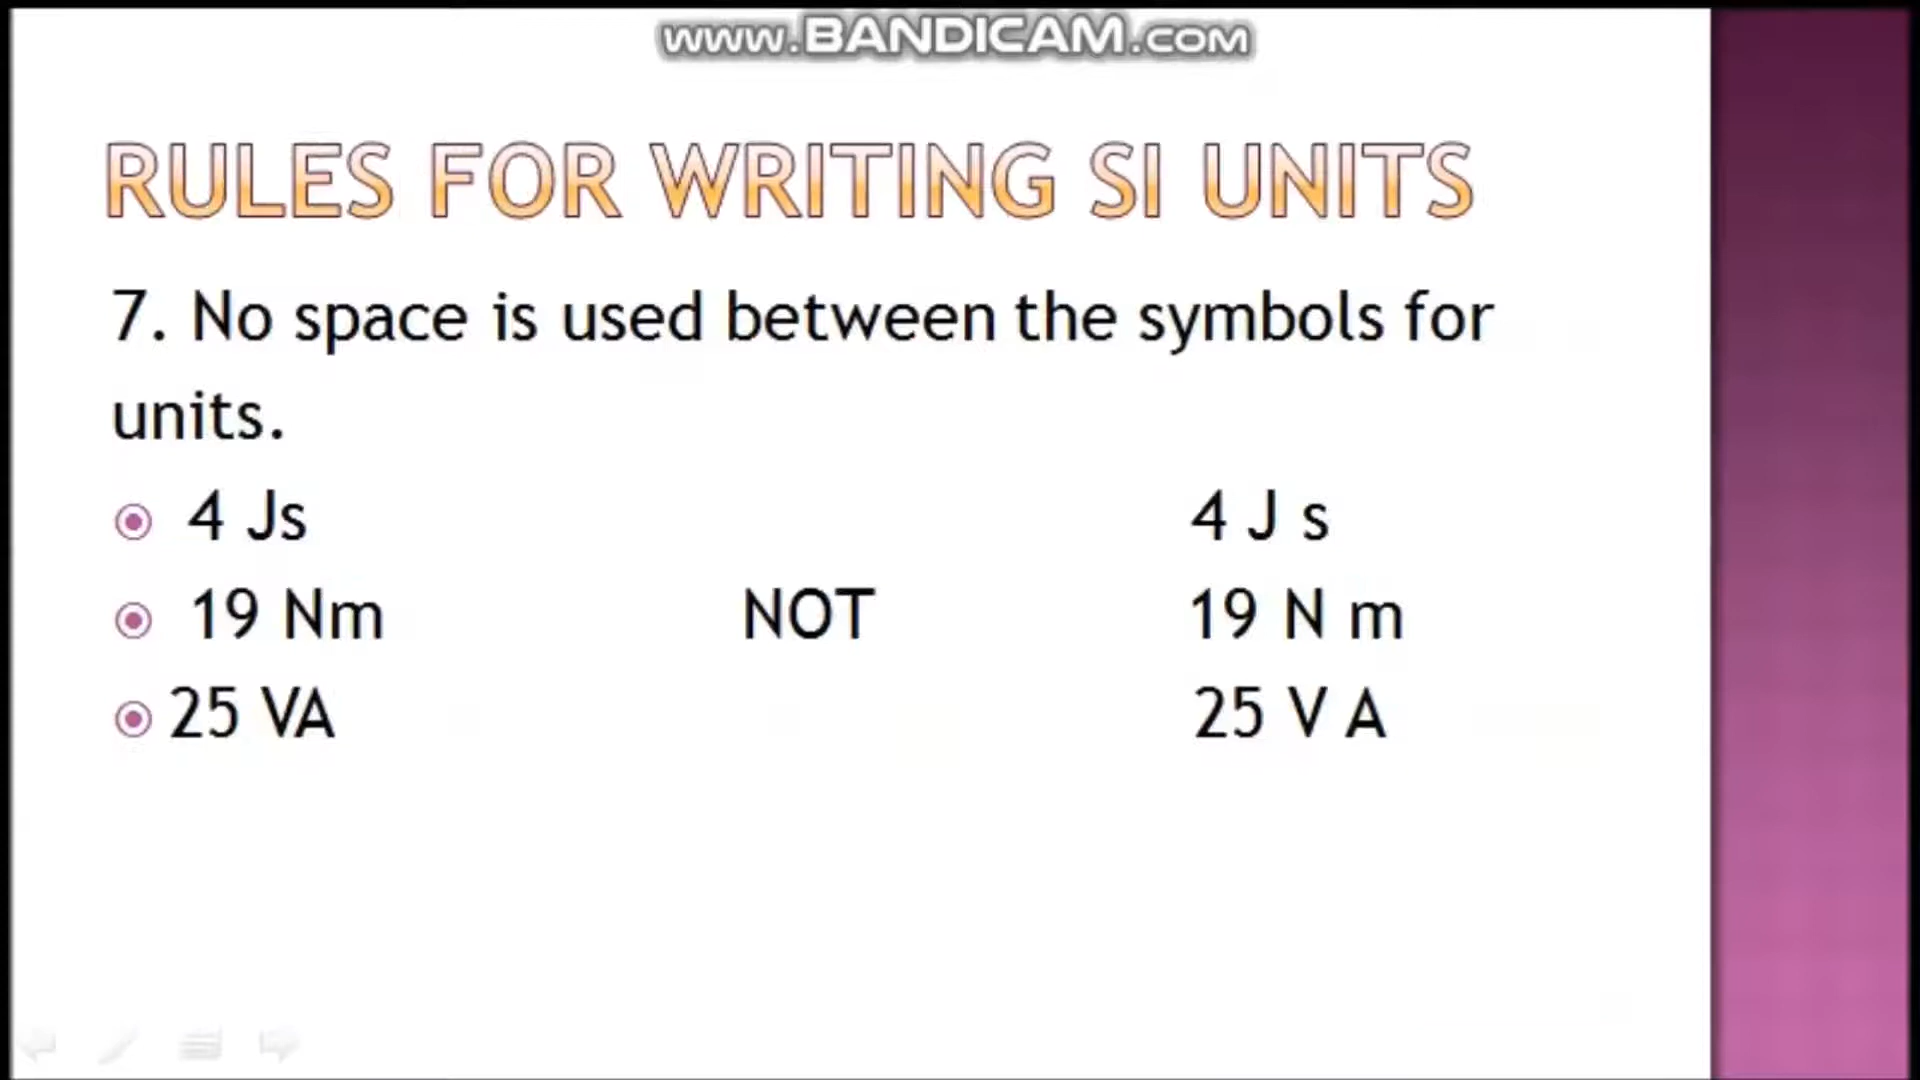 www.BANDICAM.com
RULES FOR WRITING SI UNITS
7. No space is used between the symbols for
units.
4 Js 4 J s
19 Nm NOT 19 N m
25 VA 25 V A